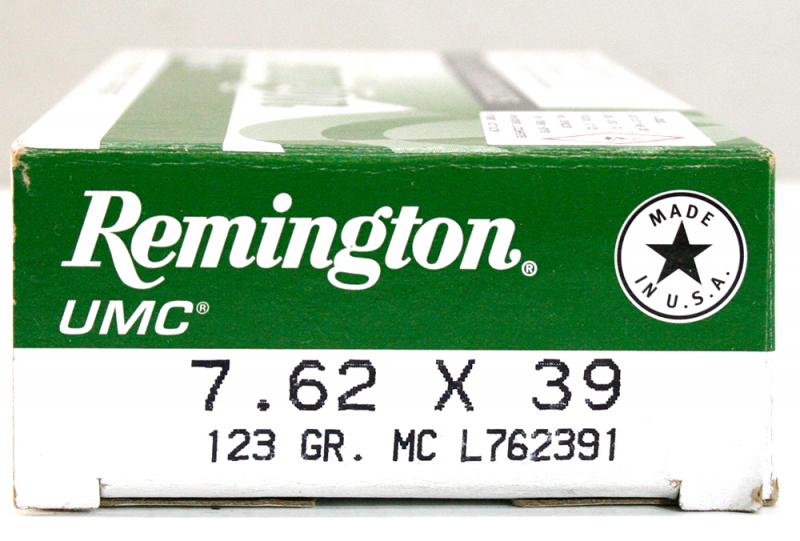 Remington®
UMC®
MADE
IN U.S.A.
7.62 X 39
123 GR. MC L762391